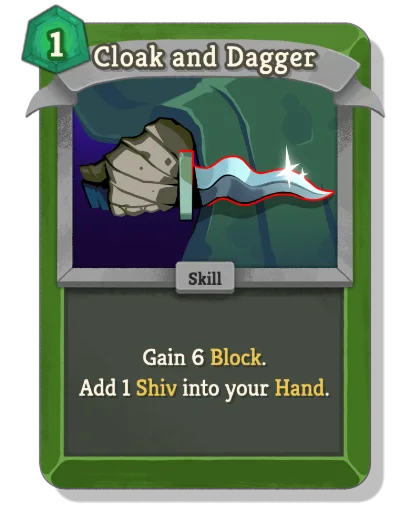 1
Cloak and Dagger
Skill
Gain 6 Block.
Add 1 Shiv into your Hand.